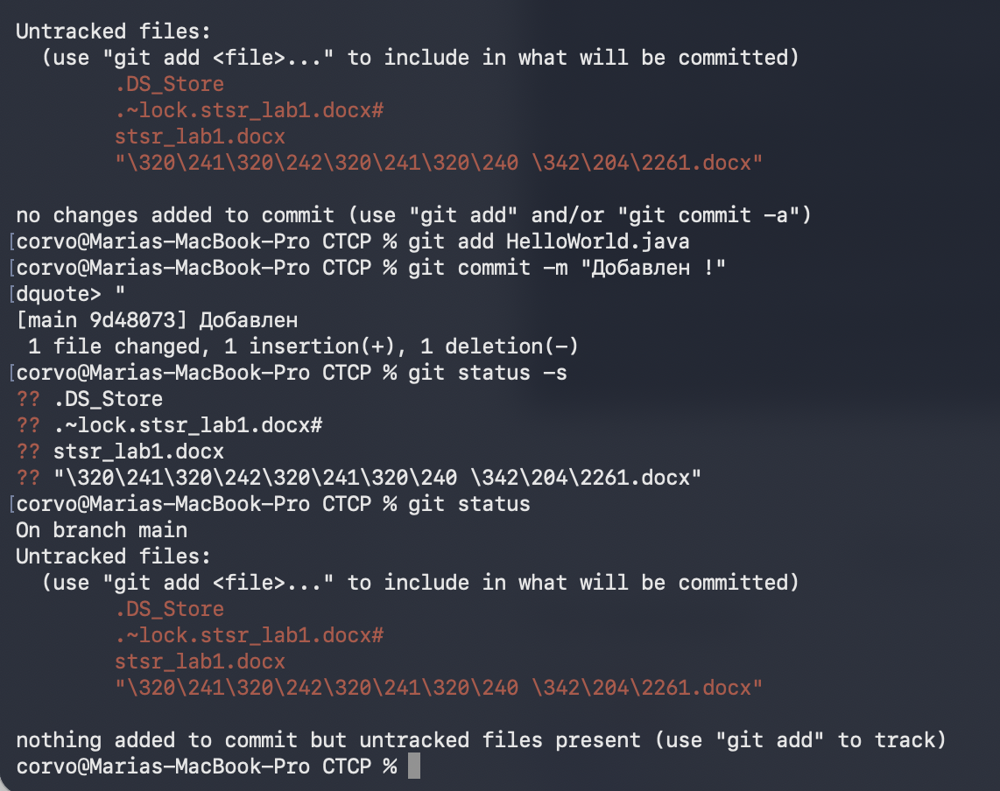 Untracked files:
  (use "git add <file>..." to include in what will be committed)
        .DS_Store
        .~lock.stsr_lab1.docx#
        stsr_lab1.docx
        "\320\241\320\242\320\241\320\240 \342\204\2261.docx"

no changes added to commit (use "git add" and/or "git commit -a")
[corvo@Marias-MacBook-Pro СТСР % git add HelloWorld.java
[corvo@Marias-MacBook-Pro СТСР % git commit -m "Добавлен !"
[dquote> "
[main 9d48073] Добавлен
 1 file changed, 1 insertion(+), 1 deletion(-)
[corvo@Marias-MacBook-Pro СТСР % git status -s
?? .DS_Store
?? .~lock.stsr_lab1.docx#
?? stsr_lab1.docx
?? "\320\241\320\242\320\241\320\240 \342\204\2261.docx"
[corvo@Marias-MacBook-Pro СТСР % git status
On branch main
Untracked files:
  (use "git add <file>..." to include in what will be committed)
        .DS_Store
        .~lock.stsr_lab1.docx#
        stsr_lab1.docx
        "\320\241\320\242\320\241\320\240 \342\204\2261.docx"

nothing added to commit but untracked files present (use "git add" to track)
corvo@Marias-MacBook-Pro СТСР %